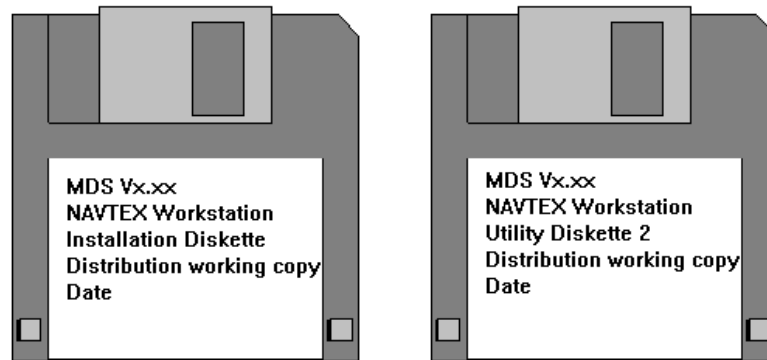 MDS Vx.xx
NAVTEX Workstation
Installation Diskette
Distribution working copy
Date
MDS Vx.xx
NAVTEX Workstation
Utility Diskette 2
Distribution working copy
Date